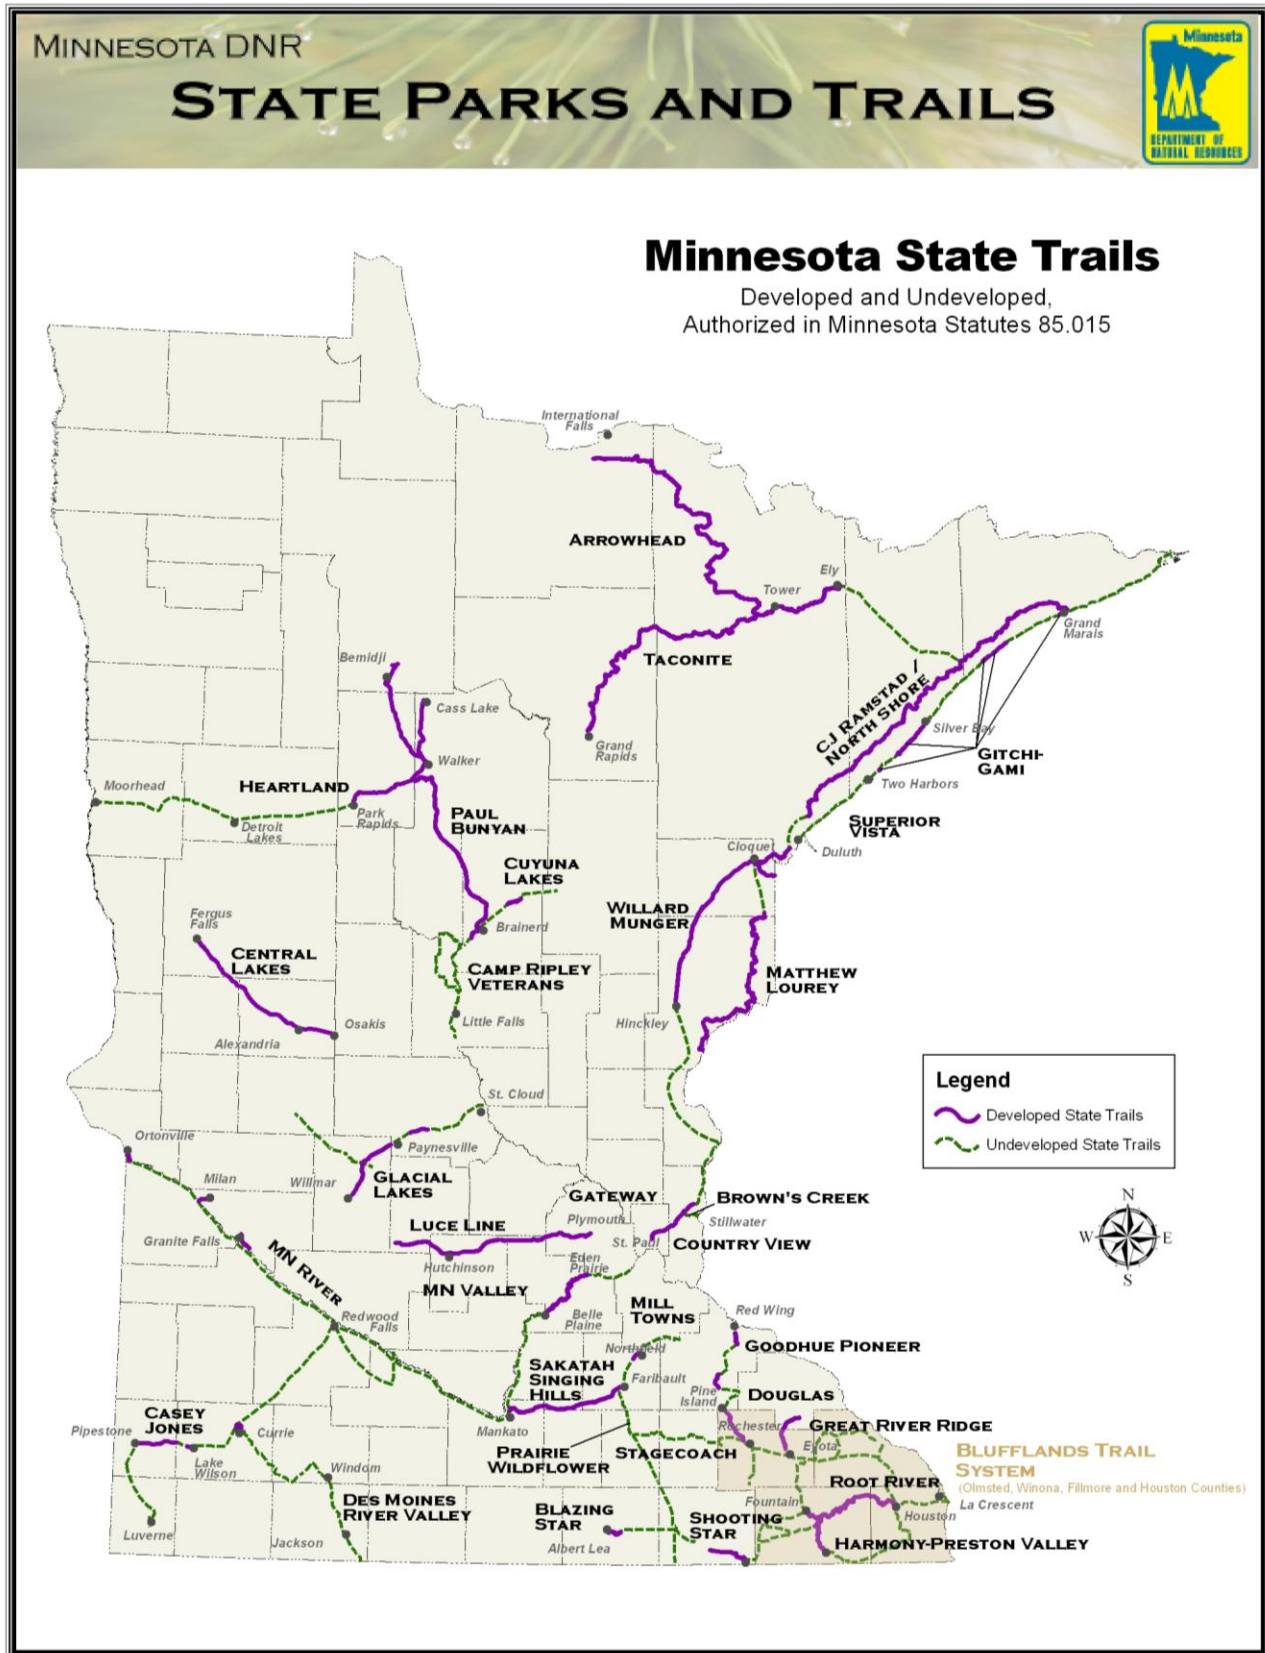 MINNESOTA DNR
STATE PARKS AND TRAILS
Minnesota
DEPARTMENT OF
NATURAL RESOURCES
Minnesota State Trails
Developed and Undeveloped,
Authorized in Minnesota Statutes 85.015
International
Falls
ARROWHEAD
Ely
Tower
Grand
Marais
TACONITE
Bemidji
Cass Lake
CJ RAMSTAD /
NORTH SHORE
Silver Bay
Grand
Rapids
GITCHI-
GAMI
Walker
Moorhead
HEARTLAND
Two Harbors
Park
Rapids
PAUL
BUNYAN
Detroit
Lakes
SUPERIOR
VISTA
Cloquet
Duluth
CUYUNA
LAKES
WILLARD
MUNGER
Fergus
Falls
Brainerd
CENTRAL
LAKES
CAMP RIPLEY
VETERANS
MATTHEW
LOUREY
Little Falls
Hinckley
Osakis
Alexandria
Legend
Developed State Trails
Undeveloped State Trails
St. Cloud
Ortonville
Paynesville
Milan
Willmar
GLACIAL
LAKES
GATEWAY
BROWN'S CREEK
Plymouth
Stillwater
LUCE LINE
St. Paul
COUNTRY VIEW
Granite Falls
MN RIVER
Hutchinson
Eden
Prairie
MN VALLEY
N
W
E
S
Redwood
Falls
Belle
Plaine
MILL
TOWNS
Red Wing
Northfield
GOODHUE PIONEER
SAKATAH
SINGING
HILLS
Faribault
Pine
Island
DOUGLAS
CASEY
JONES
Pipestone
Currie
Mankato
Rochester
GREAT RIVER RIDGE
Eyota
PRAIRIE
WILDFLOWER
STAGECOACH
BLUFFLANDS TRAIL
SYSTEM
(Olmsted, Winona, Fillmore and Houston Counties)
Lake
Wilson
Windom
ROOT RIVER
La Crescent
DES MOINES
RIVER VALLEY
Fountain
Houston
BLAZING
STAR
SHOOTING
STAR
Luverne
Jackson
Albert Lea
HARMONY-PRESTON VALLEY